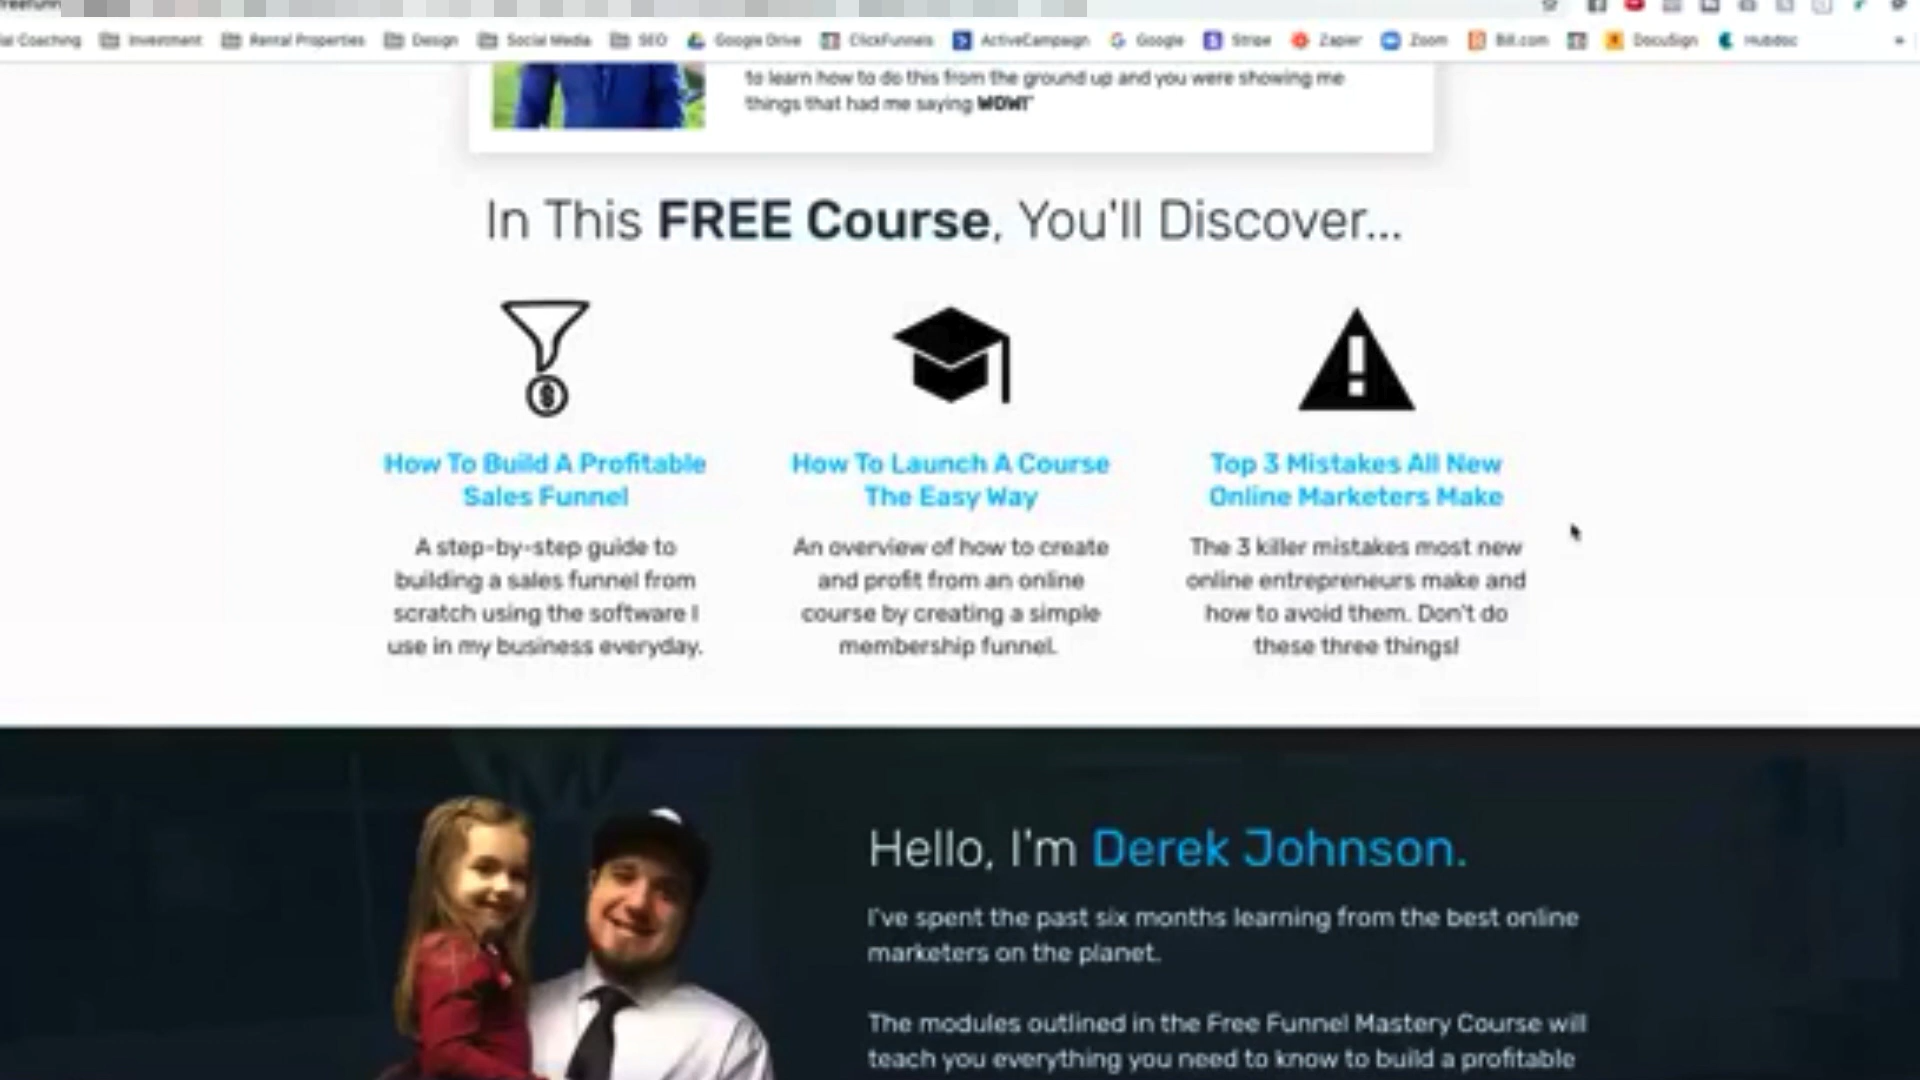 Coaching Investment Rental Properties Design Social Media SEO Google Drive ClickFunnels ActiveCampaign Google Stripe Zapier Zoom Bill.com DocuSign Hubdoc
to learn how to do this from the ground up and you were showing me
things that had me saying WOW!"
In This FREE Course, You'll Discover...
How To Build A Profitable
Sales Funnel
A step-by-step guide to
building a sales funnel from
scratch using the software I
use in my business everyday.
How To Launch A Course
The Easy Way
An overview of how to create
and profit from an online
course by creating a simple
membership funnel.
Top 3 Mistakes All New
Online Marketers Make
The 3 killer mistakes most new
online entrepreneurs make and
how to avoid them. Don't do
these three things!
Hello, I'm Derek Johnson.
I've spent the past six months learning from the best online
marketers on the planet.
The modules outlined in the Free Funnel Mastery Course will
teach you everything you need to know to build a profitable